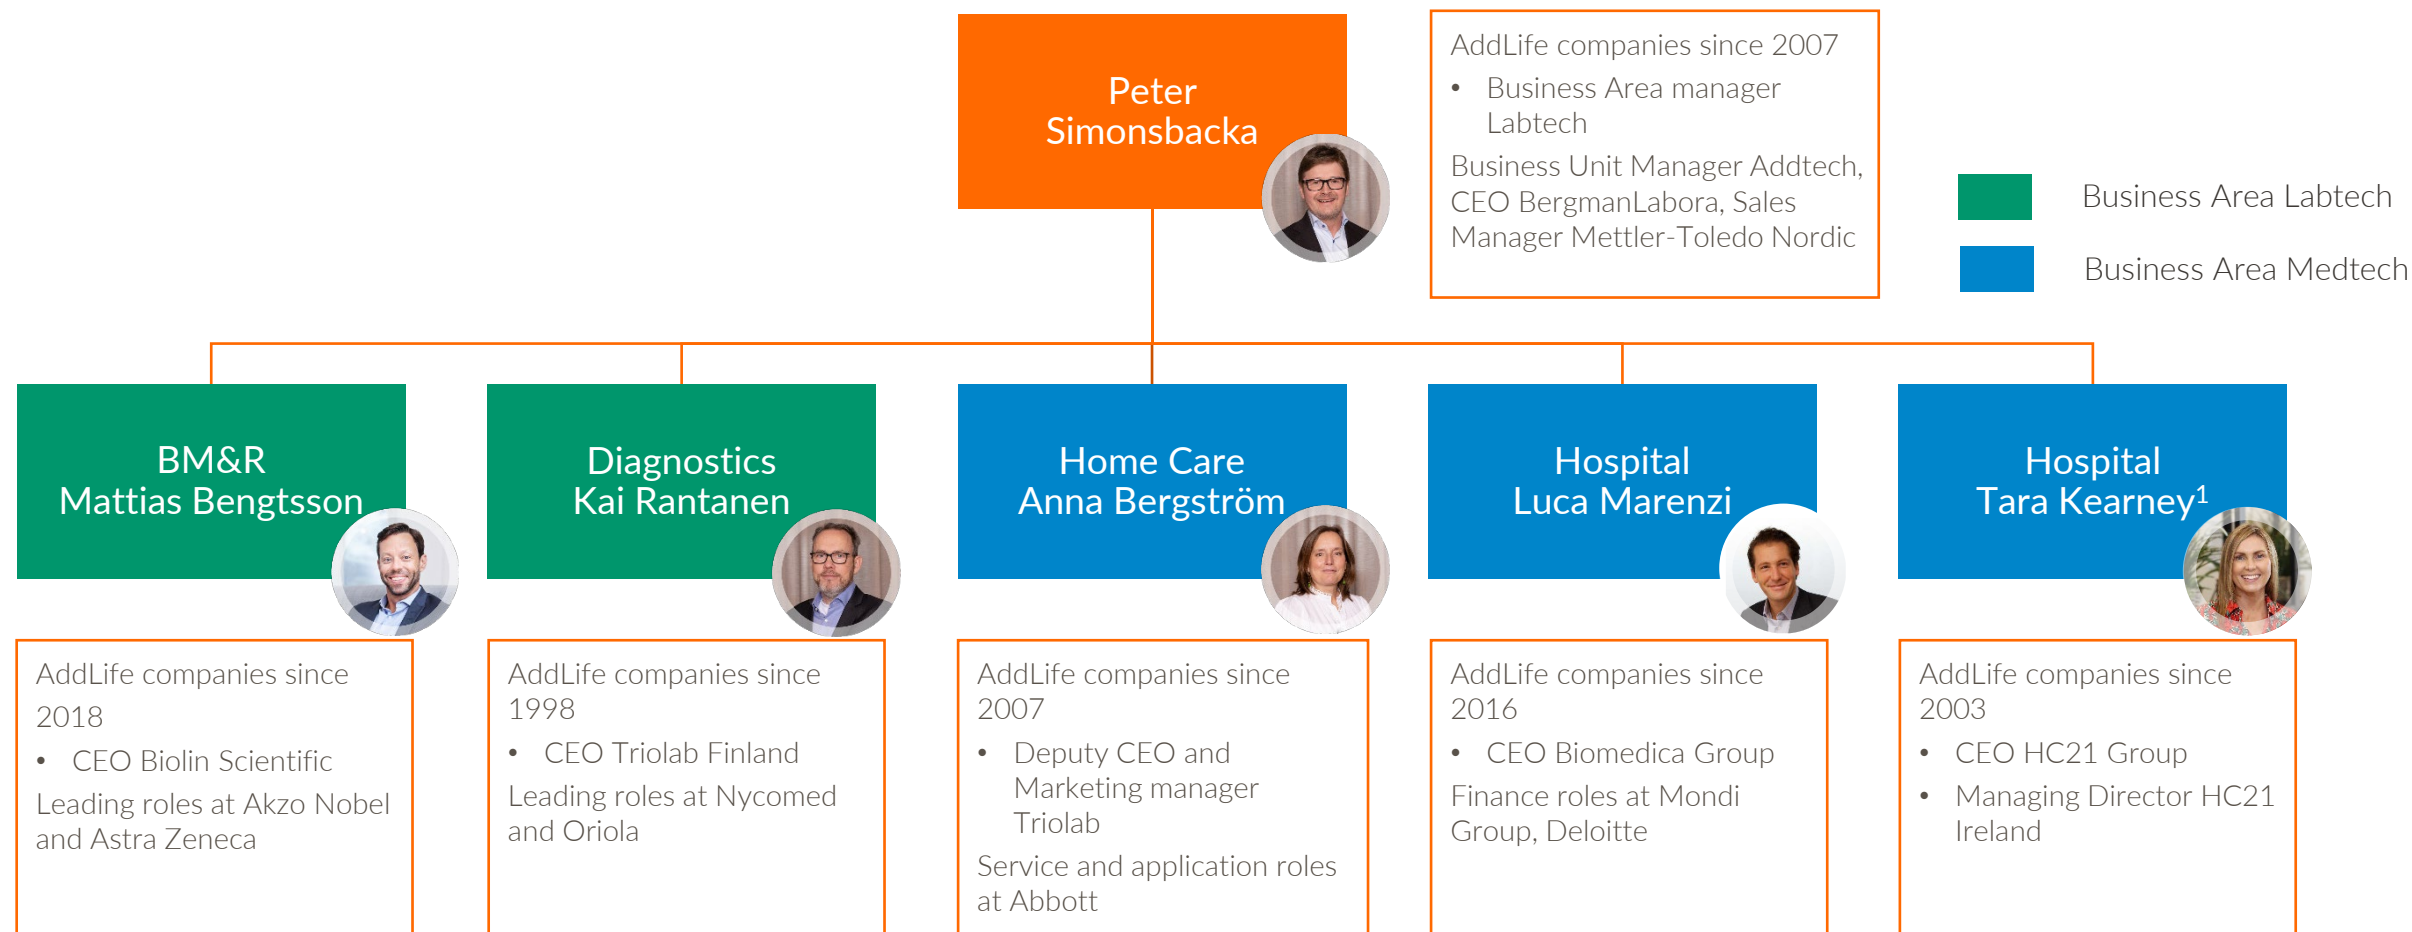 Peter
Simonsbacka
AddLife companies since 2007
• Business Area manager
Labtech
Business Unit Manager Addtech,
CEO BergmanLabora, Sales
Manager Mettler-Toledo Nordic
Business Area Labtech
Business Area Medtech
BM&R
Mattias Bengtsson
Diagnostics
Kai Rantanen
Home Care
Anna Bergström
Hospital
Luca Marenzi
Hospital
Tara Kearney¹
AddLife companies since
2018
• CEO Biolin Scientific
Leading roles at Akzo Nobel
and Astra Zeneca
AddLife companies since
1998
• CEO Triolab Finland
Leading roles at Nycomed
and Oriola
AddLife companies since
2007
• Deputy CEO and
Marketing manager
Triolab
Service and application roles
at Abbott
AddLife companies since
2016
• CEO Biomedica Group
Finance roles at Mondi
Group, Deloitte
AddLife companies since
2003
• CEO HC21 Group
• Managing Director HC21
Ireland